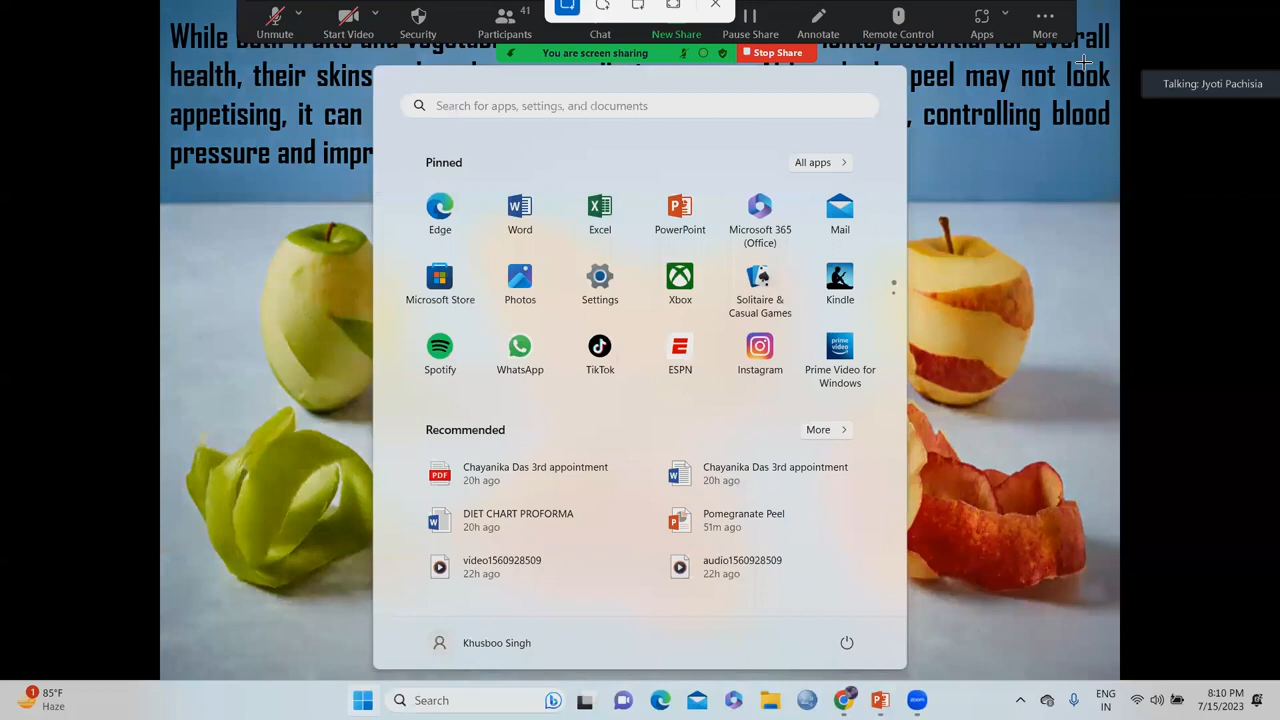 Unmute
Start Video
Security
Participants
41
Chat
New Share
Pause Share
Annotate
Remote Control
Apps
More
You are screen sharing
Stop Share
Talking: Jyoti Pachisia
While
overall
health, their skins
peel may not look
appetising, it can
, controlling blood
pressure and impr
Search for apps, settings, and documents
Pinned
All apps
Edge
Word
Excel
PowerPoint
Microsoft 365
(Office)
Mail
Microsoft Store
Photos
Settings
Xbox
Solitaire &
Casual Games
Kindle
Spotify
WhatsApp
TikTok
ESPN
Instagram
prime video
Prime Video for
Windows
Recommended
More
PDF
Chayanika Das 3rd appointment
20h ago
Chayanika Das 3rd appointment
20h ago
DIET CHART PROFORMA
20h ago
Pomegranate Peel
51m ago
video1560928509
22h ago
audio1560928509
22h ago
Khusboo Singh
1
85°F
Haze
Search
zoom
ENG
IN
8:10 PM
7/15/2023